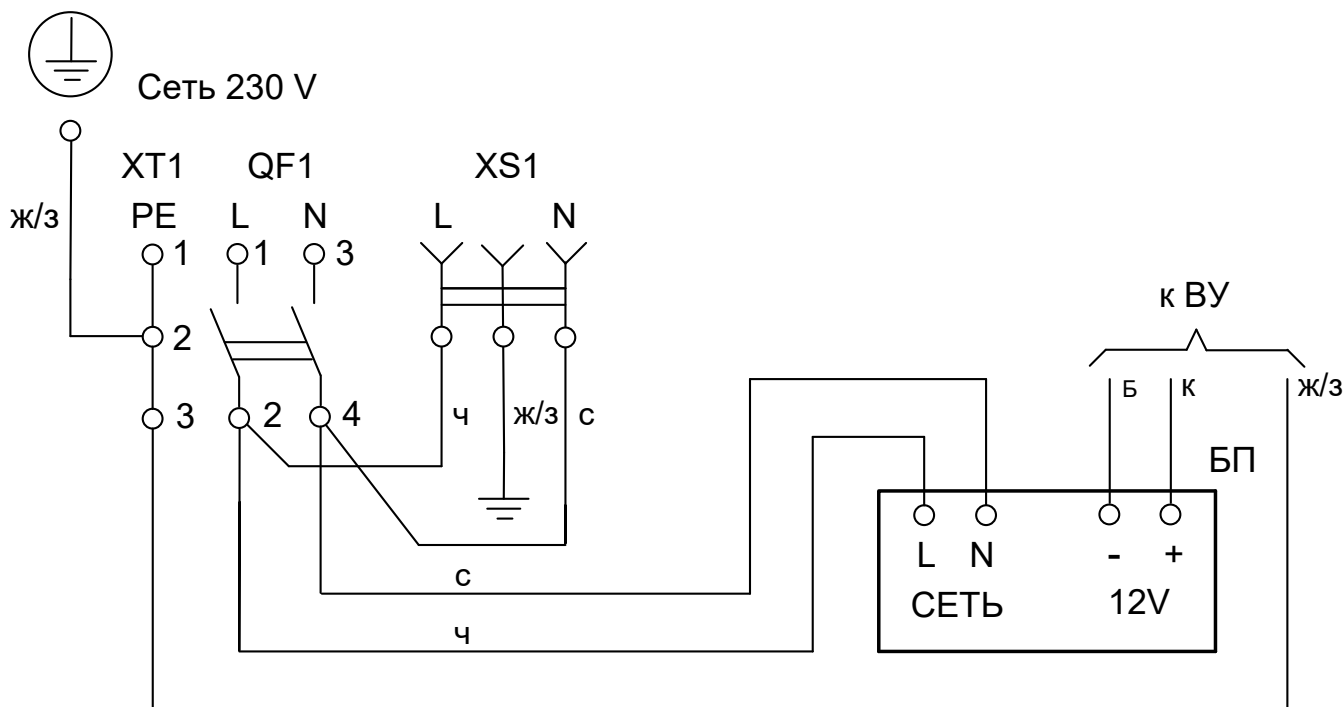 Сеть 230 V
XT1 QF1 XS1
ж/з PE L N L N
1 1 3
к ВУ
2
Б К ж/з
3 2 4 ч ж/з с
БП
L N - +
с СЕТЬ 12V
ч